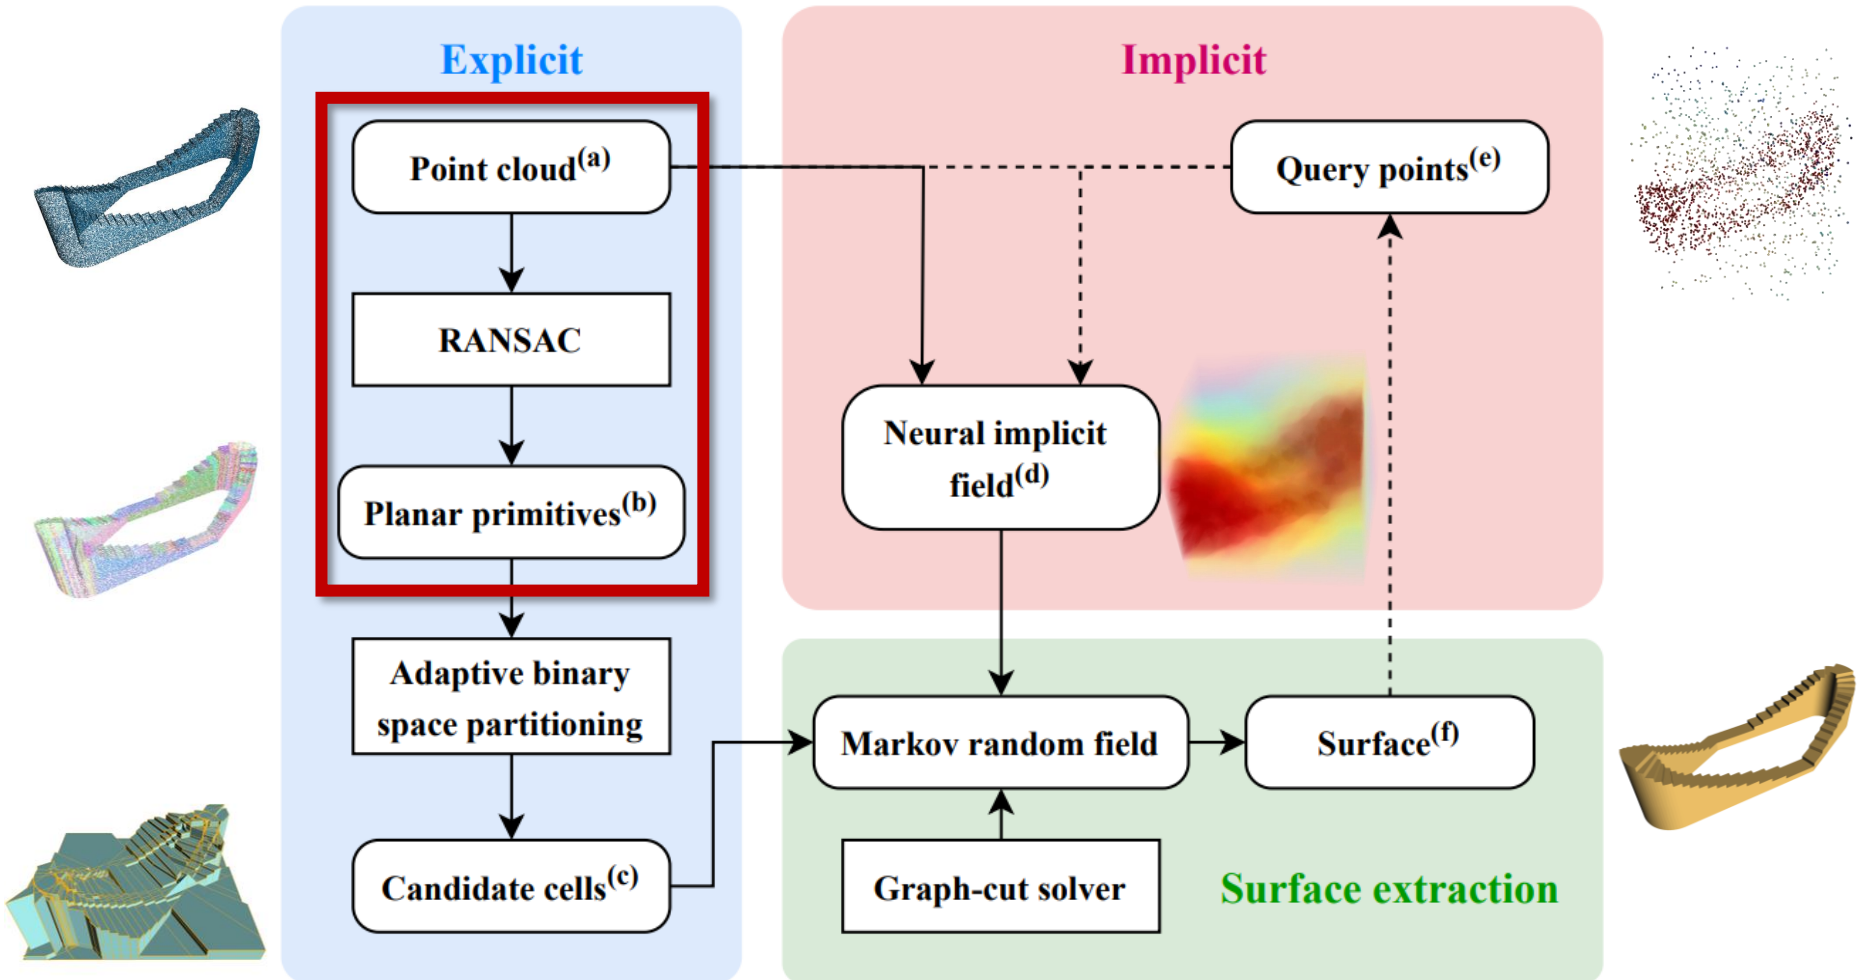 Explicit
Point cloud(a)
RANSAC
Planar primitives(b)
Adaptive binary
space partitioning
Candidate cells(c)
Implicit
Query points(e)
Neural implicit
field(d)
Markov random field
Surface(f)
Graph-cut solver
Surface extraction